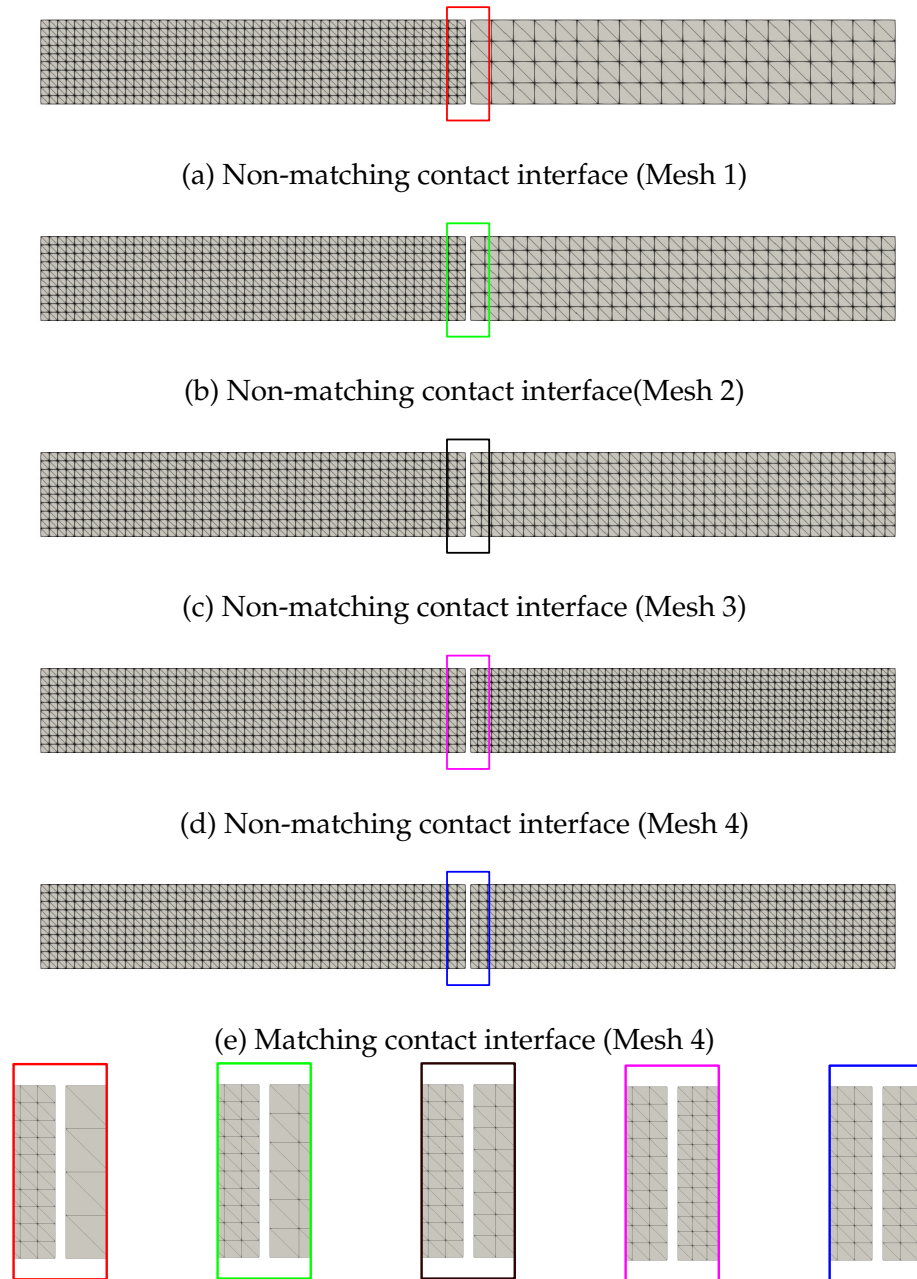 (a) Non-matching contact interface (Mesh 1)
(b) Non-matching contact interface(Mesh 2)
(c) Non-matching contact interface (Mesh 3)
(d) Non-matching contact interface (Mesh 4)
(e) Matching contact interface (Mesh 4)